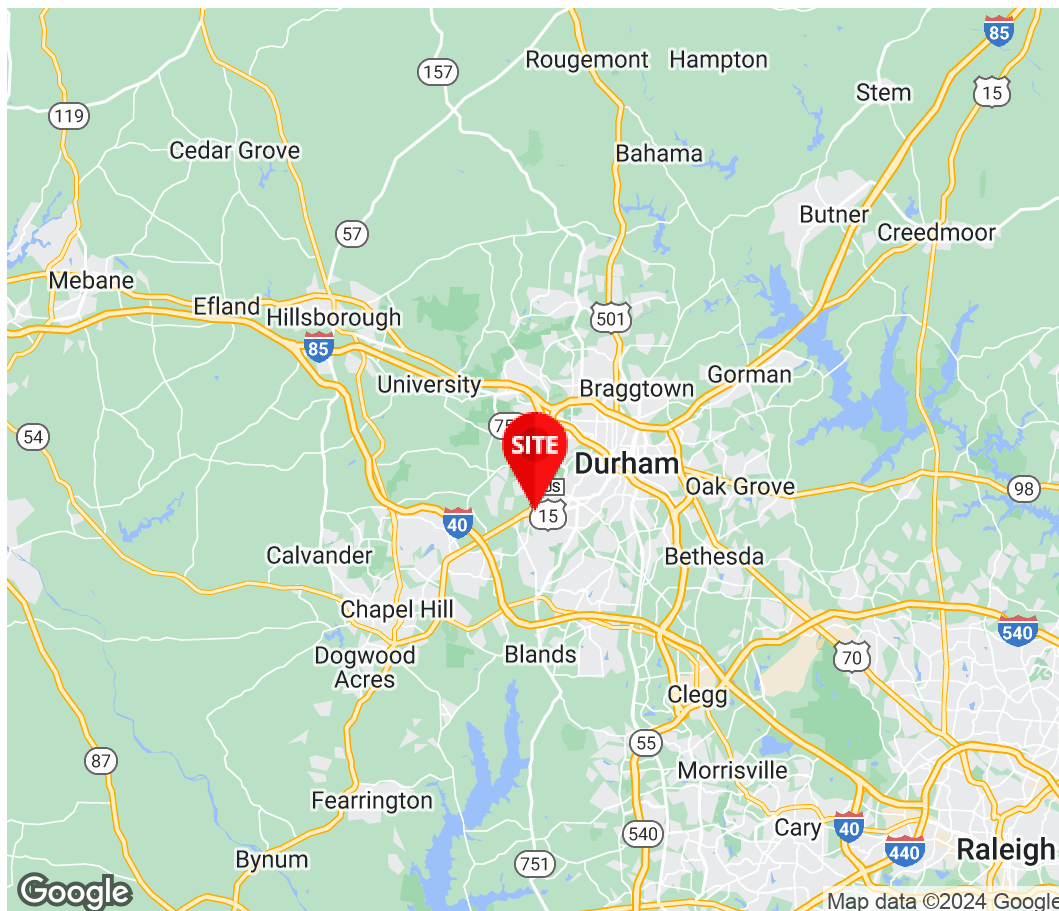 85
157
Rougemont
Hampton
Stem
15
119
Cedar Grove
Bahama
57
Butner
Creedmoor
Mebane
Efland
Hillsborough
501
85
University
Braggtown
Gorman
54
SITE
Durham
Oak Grove
98
15
40
Calvander
Bethesda
Chapel Hill
540
Dogwood
Acres
Blands
70
Clegg
55
87
Morrisville
Fearrington
540
Cary
40
440
Raleigh
Bynum
751
Google
Map data ©2024 Google